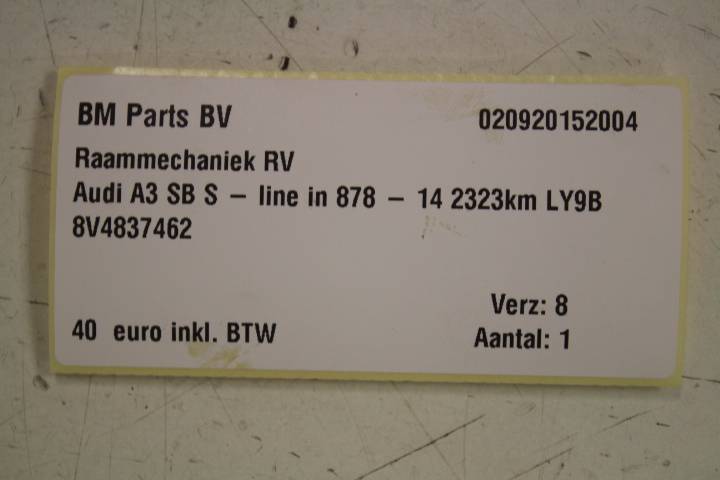 BM Parts BV 020920152004
Raammechaniek RV
Audi A3 SB S – line in 878 – 14 2323km LY9B
8V4837462
Verz: 8
40 euro inkl. BTW Aantal: 1